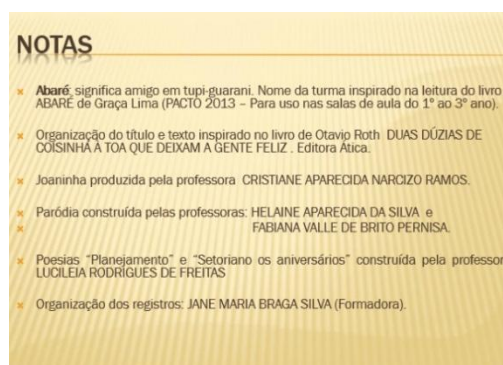 NOTAS
Abaré: significa amigo em tupi-guarani. Nome da turma inspirado na leitura do livro
ABARÉ de Graça Lima (PACTO 2013 – Para uso nas salas de aula do 1º ao 3º ano).
Organização do título e texto inspirado no livro de Otavio Roth DUAS DÚZIAS DE
COISINHA À TOA QUE DEIXAM A GENTE FELIZ . Editora Ática.
Joaninha produzida pela professora CRISTIANE APARECIDA NARCIZO RAMOS.
Paródia construída pelas professoras: HELAINE APARECIDA DA SILVA e
FABIANA VALLE DE BRITO PERNISA.
Poesias “Planejamento” e “Setoriano os aniversários” construída pela professor
LUCILEIA RODRIGUES DE FREITAS
Organização dos registros: JANE MARIA BRAGA SILVA (Formadora).